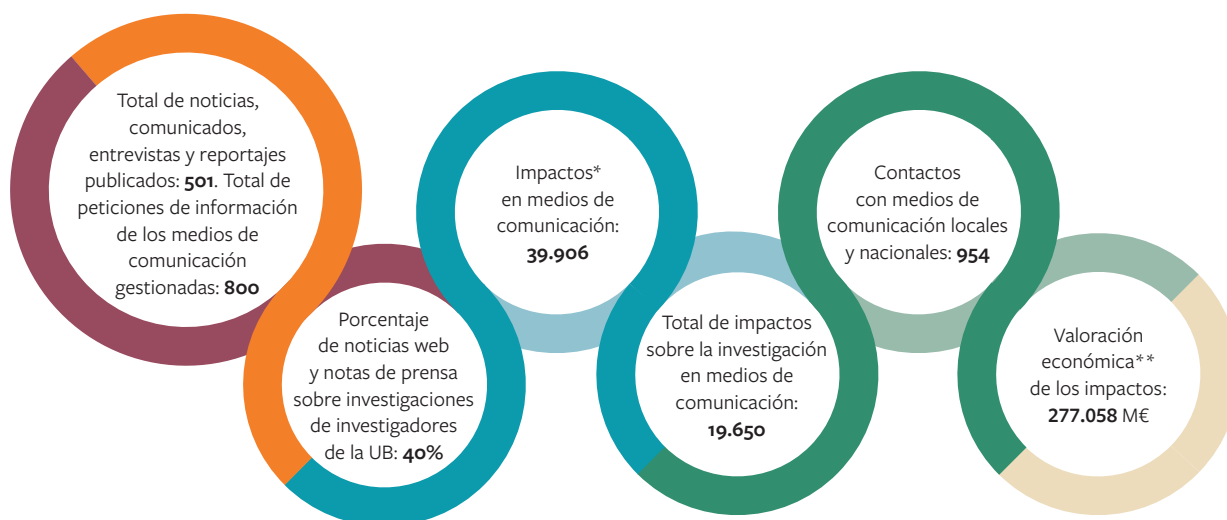 Total de noticias,
comunicados,
entrevistas y reportajes
publicados: 501. Total de
peticiones de información
de los medios de
comunicación
gestionadas: 800
Porcentaje
de noticias web
y notas de prensa
sobre investigaciones
de investigadores
de la UB: 40%
Impactos*
en medios de
comunicación:
39.906
Total de impactos
sobre la investigación
en medios de
comunicación:
19.650
Contactos
con medios de
comunicación locales
y nacionales: 954
Valoración
económica**
de los impactos:
277.058 M€